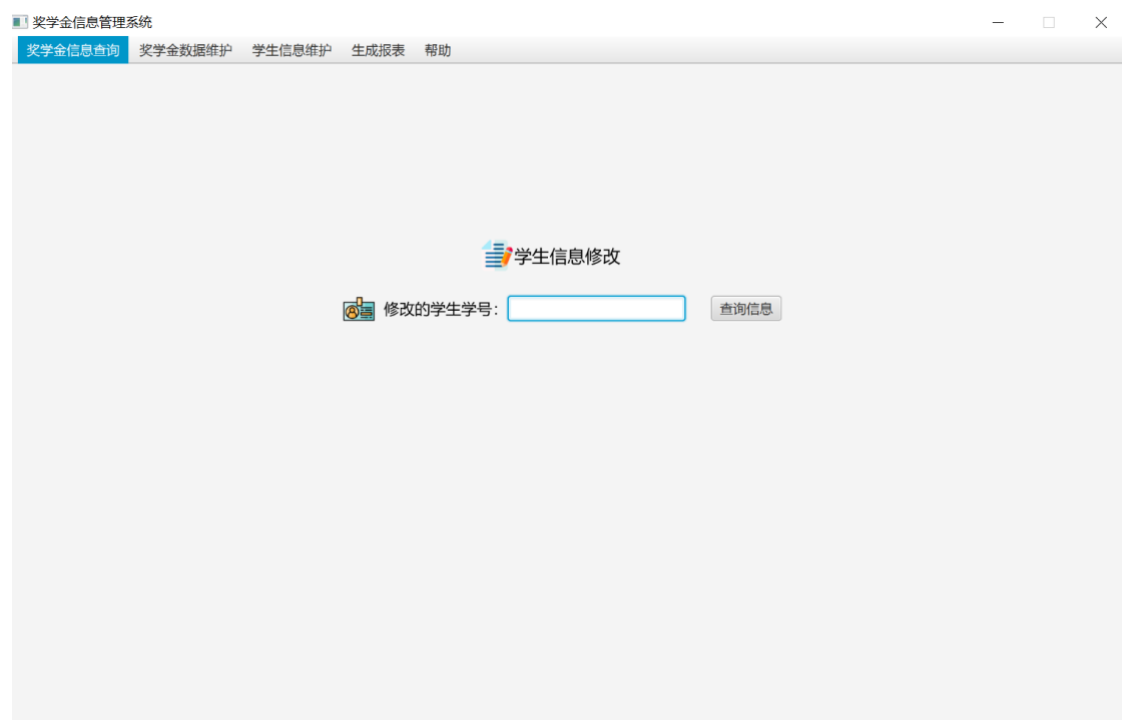 奖学金信息管理系统
奖学金信息查询 奖学金数据维护 学生信息维护 生成报表 帮助
学生信息修改
修改的学生学号： 查询信息